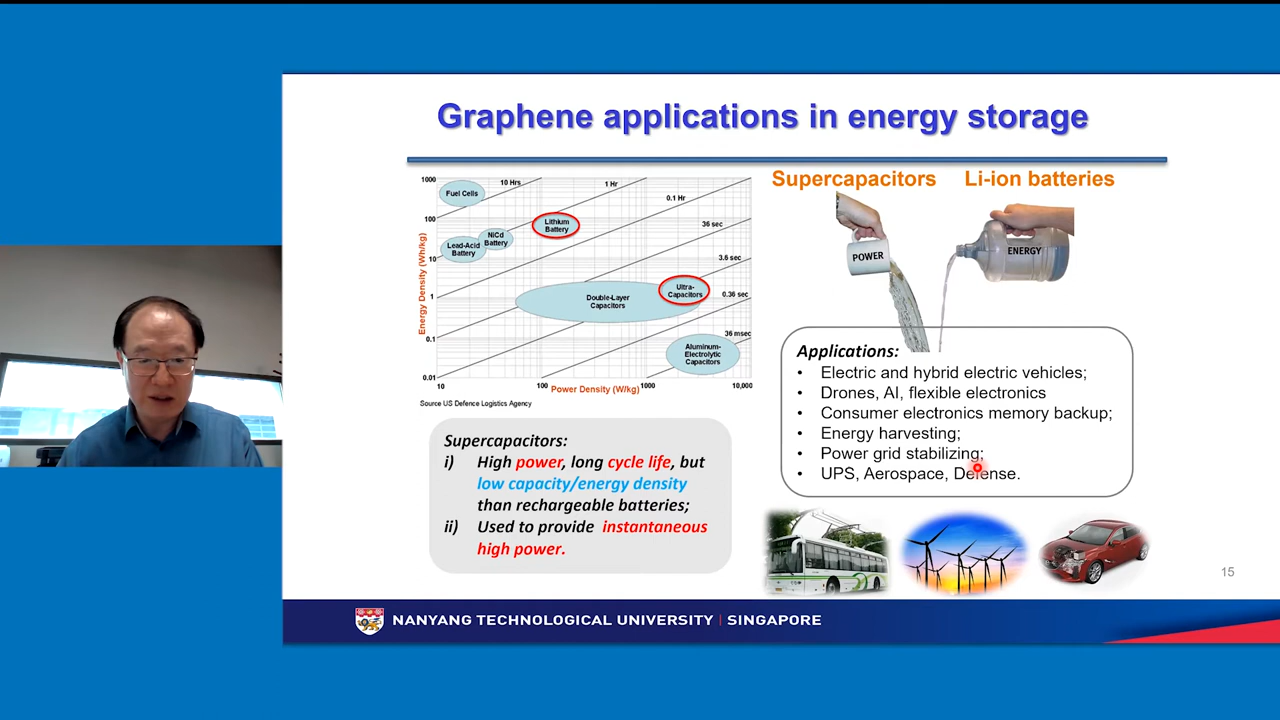 Graphene applications in energy storage
Supercapacitors
Li-ion batteries
1000
100
10
1
0.1
0.01
Energy Density (Wh/kg)
Fuel Cells
10 Hrs
1 Hr
0.1 Hr
Lithium
Battery
36 sec
NiCd
Battery
Lead-Acid
Battery
3.6 sec
Ultra-
Capacitors
0.36 sec
Double-Layer
Capacitors
36 msec
Aluminum-
Electrolytic
Capacitors
10
100
1000
10,000
Power Density (W/kg)
Source US Defence Logistics Agency
POWER
ENERGY
Supercapacitors:
i) High power, long cycle life, but
low capacity/energy density
than rechargeable batteries;
ii) Used to provide instantaneous
high power.
Applications:
• Electric and hybrid electric vehicles;
• Drones, AI, flexible electronics
• Consumer electronics memory backup;
• Energy harvesting;
• Power grid stabilizing;
• UPS, Aerospace, Defense.
15
NANYANG TECHNOLOGICAL UNIVERSITY | SINGAPORE